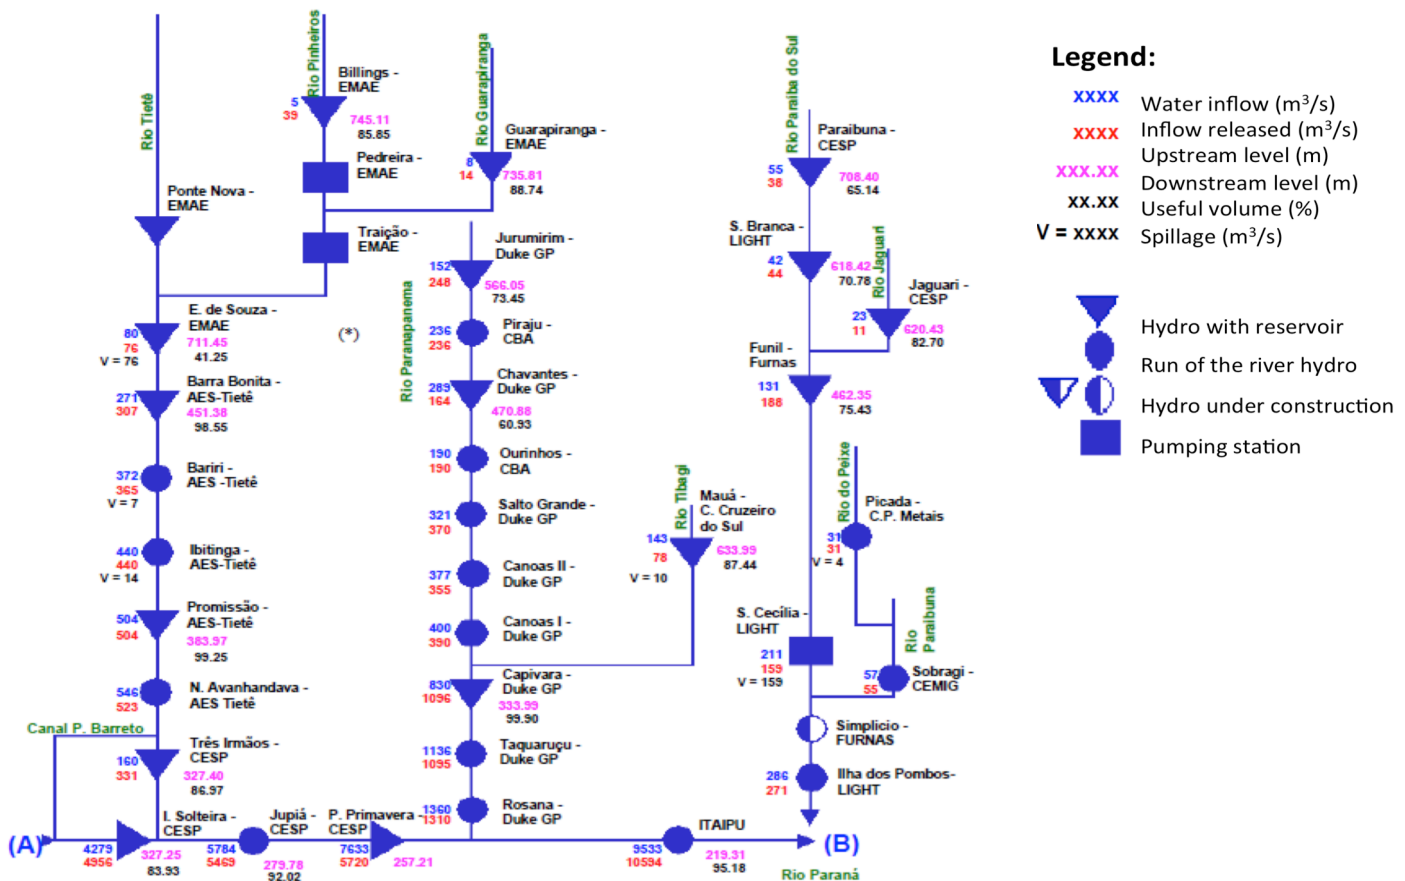 Rio Tietê
Ponte Nova -
EMAE
Rio Pinheiros
Billings -
EMAE
5
39
745.11
85.85
Pedreira -
EMAE
Traição -
EMAE
Rio Guarapiranga
Guarapiranga -
EMAE
8
14
735.81
88.74
E. de Souza -
EMAE
80
76
V = 76
711.45
41.25
(*)
Barra Bonita -
AES-Tietê
271
307
451.38
98.55
Bariri -
AES -Tietê
372
365
V = 7
Ibitinga -
AES-Tietê
440
440
V = 14
Promissão -
AES-Tietê
504
504
383.97
99.25
N. Avanhandava -
AES Tietê
546
523
Canal P. Barreto
Três Irmãos -
CESP
160
331
327.40
86.97
Rio Paranapanema
Jurumirim -
Duke GP
152
248
566.05
73.45
Piraju -
CBA
236
236
Chavantes -
Duke GP
289
164
470.88
60.93
Ourinhos -
CBA
190
190
Salto Grande -
Duke GP
321
370
Canoas II -
Duke GP
377
355
Canoas I -
Duke GP
400
390
Rio Tibagi
Mauá -
C. Cruzeiro
do Sul
143
78
V = 10
633.99
87.44
Capivara -
Duke GP
830
1096
333.99
99.90
Taquaruçu -
Duke GP
1136
1095
Rosana -
Duke GP
1360
1310
Rio Paraiba do Sul
Paraibuna -
CESP
55
38
708.40
65.14
S. Branca -
LIGHT
42
44
618.42
70.78
Rio Jaguari
Jaguari -
CESP
23
11
620.43
82.70
Funil -
Furnas
131
188
462.35
75.43
Rio do Peixe
Picada -
C.P. Metais
31
31
V = 4
S. Cecília -
LIGHT
211
159
V = 159
Rio
Paraibuna
Sobragi -
CEMIG
57
55
Simplicio -
FURNAS
Ilha dos Pombos-
LIGHT
286
271
(A)
I. Solteira -
CESP
4279
4956
327.25
83.93
Jupiá -
CESP
5784
5469
279.78
92.02
P. Primavera -
CESP
7633
5720
257.21
ITAIPU
9533
10594
219.31
95.18
(B)
Rio Paraná
Legend:
xxxx Water inflow (m³/s)
xxxx Inflow released (m³/s)
Upstream level (m)
xxx.xx Downstream level (m)
xx.xx Useful volume (%)
V = xxxx Spillage (m³/s)
Hydro with reservoir
Run of the river hydro
Hydro under construction
Pumping station